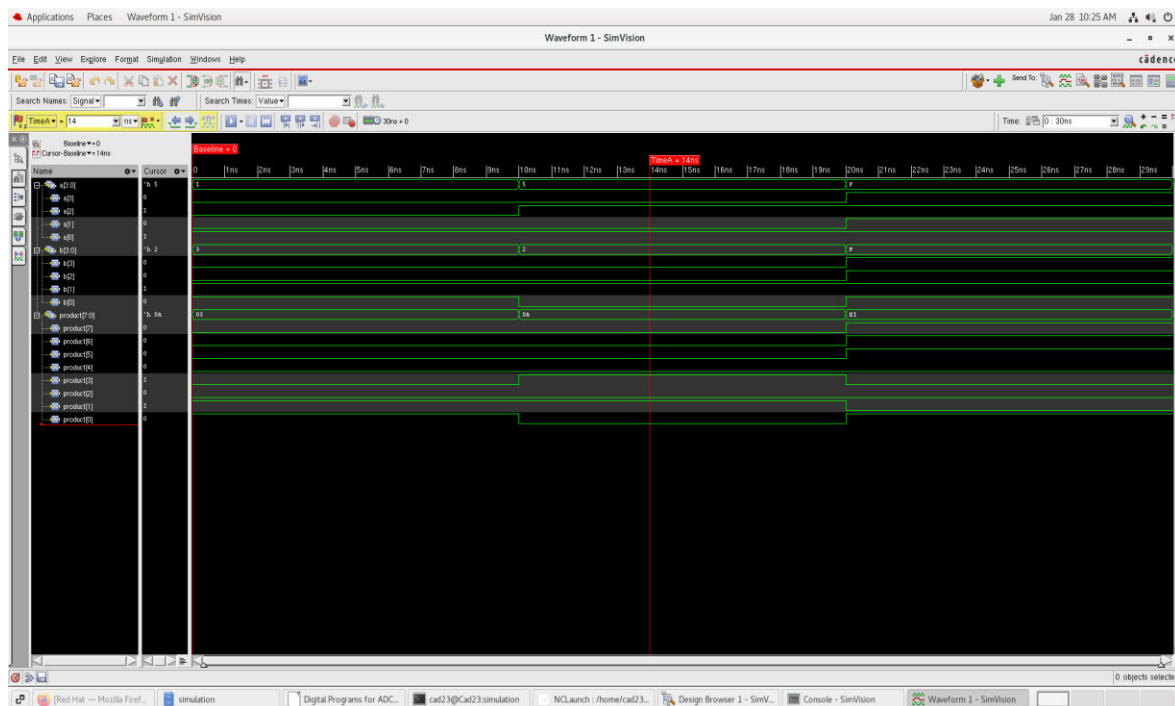 Applications Places Waveform 1 - SimVision Jan 28 10:25 AM
Waveform 1 - SimVision
File Edit View Explore Format Simulation Windows Help cādence
Send To:
Search Names: Signal Search Times: Value
TimeA = 14 ns 30ns + 0 Time: 0 : 30ns
Baseline = 0
Cursor-Baseline = 14ns
Baseline = 0
TimeA = 14ns
Name Cursor 0 1ns 2ns 3ns 4ns 5ns 6ns 7ns 8ns 9ns 10ns 11ns 12ns 13ns 14ns 15ns 16ns 17ns 18ns 19ns 20ns 21ns 22ns 23ns 24ns 25ns 26ns 27ns 28ns 29ns
a[3:0] 'h 5 1 5 F
a[3] 0
a[2] 1
a[1] 0
a[0] 1
b[3:0] 'h 2 3 2 F
b[3] 0
b[2] 0
b[1] 1
b[0] 0
product[7:0] 'h 0A 03 0A E1
product[7] 0
product[6] 0
product[5] 0
product[4] 0
product[3] 1
product[2] 0
product[1] 1
product[0] 0
0 objects selecte
[Red Hat — Mozilla Firef... simulation Digital Programs for ADC... cad23@Cad23:simulation NCLaunch : /home/cad23... Design Browser 1 - SimV... Console - SimVision Waveform 1 - SimVision